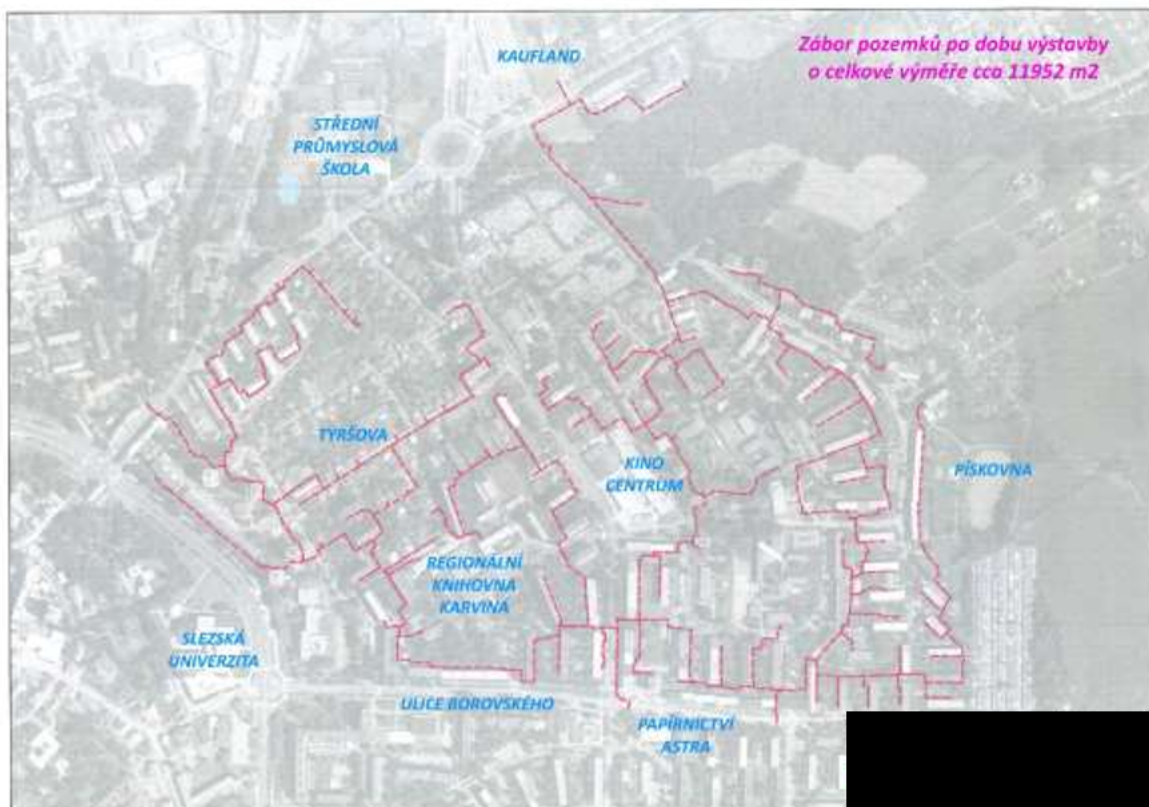 Zábor pozemků po dobu výstavby
o celkové výměře cca 11952 m2
KAUFLAND
STŘEDNÍ
PRŮMYSLOVÁ
ŠKOLA
TYRŠOVA
KINO
CENTRUM
PÍSKOVNA
REGIONÁLNÍ
KNIHOVNA
KARVINÁ
SLEZSKÁ
UNIVERZITA
ULICE BOROVSKÉHO
PAPÍRNICTVÍ
ASTRA